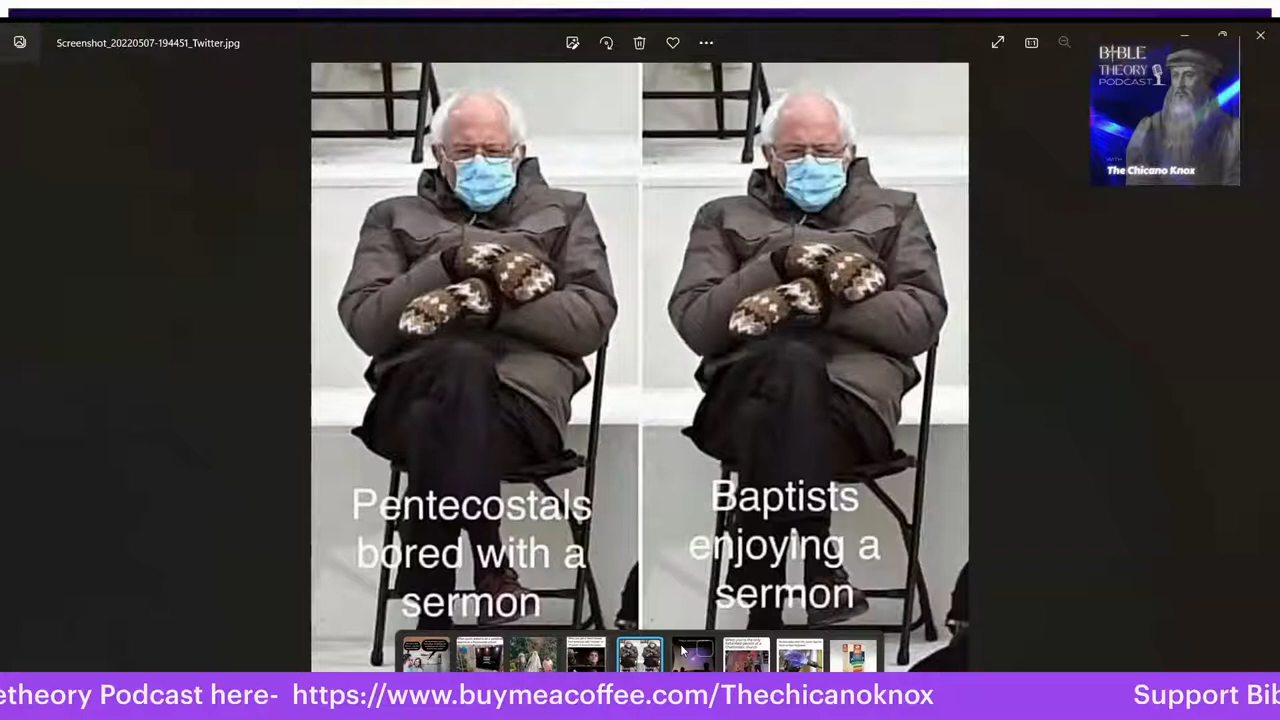 Screenshot_20220507-194451_Twitter.jpg
BIBLE
THEORY
PODCAST
WITH
The Chicano Knox
Pentecostals
bored with a
sermon
Baptists
enjoying a
sermon
etheory Podcast here- https://www.buymeacoffee.com/Thechicanoknox
Support Bib